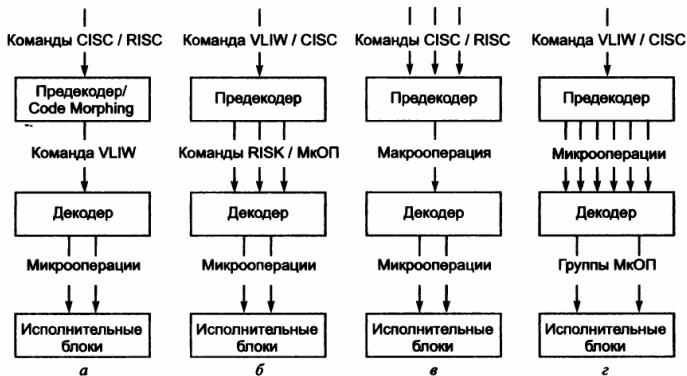 Команды CISC / RISC
Команда VLIW / CISC
Команды CISC / RISC
Команда VLIW / CISC
Предекодер/
Code Morphing
Предекодер
Предекодер
Предекодер
Команда VLIW
Команды RISK / МкОП
Макрооперация
Микрооперации
Декодер
Декодер
Декодер
Декодер
Микрооперации
Микрооперации
Микрооперации
Группы МкОП
Исполнительные
блоки
Исполнительные
блоки
Исполнительные
блоки
Исполнительные
блоки
а
б
в
г